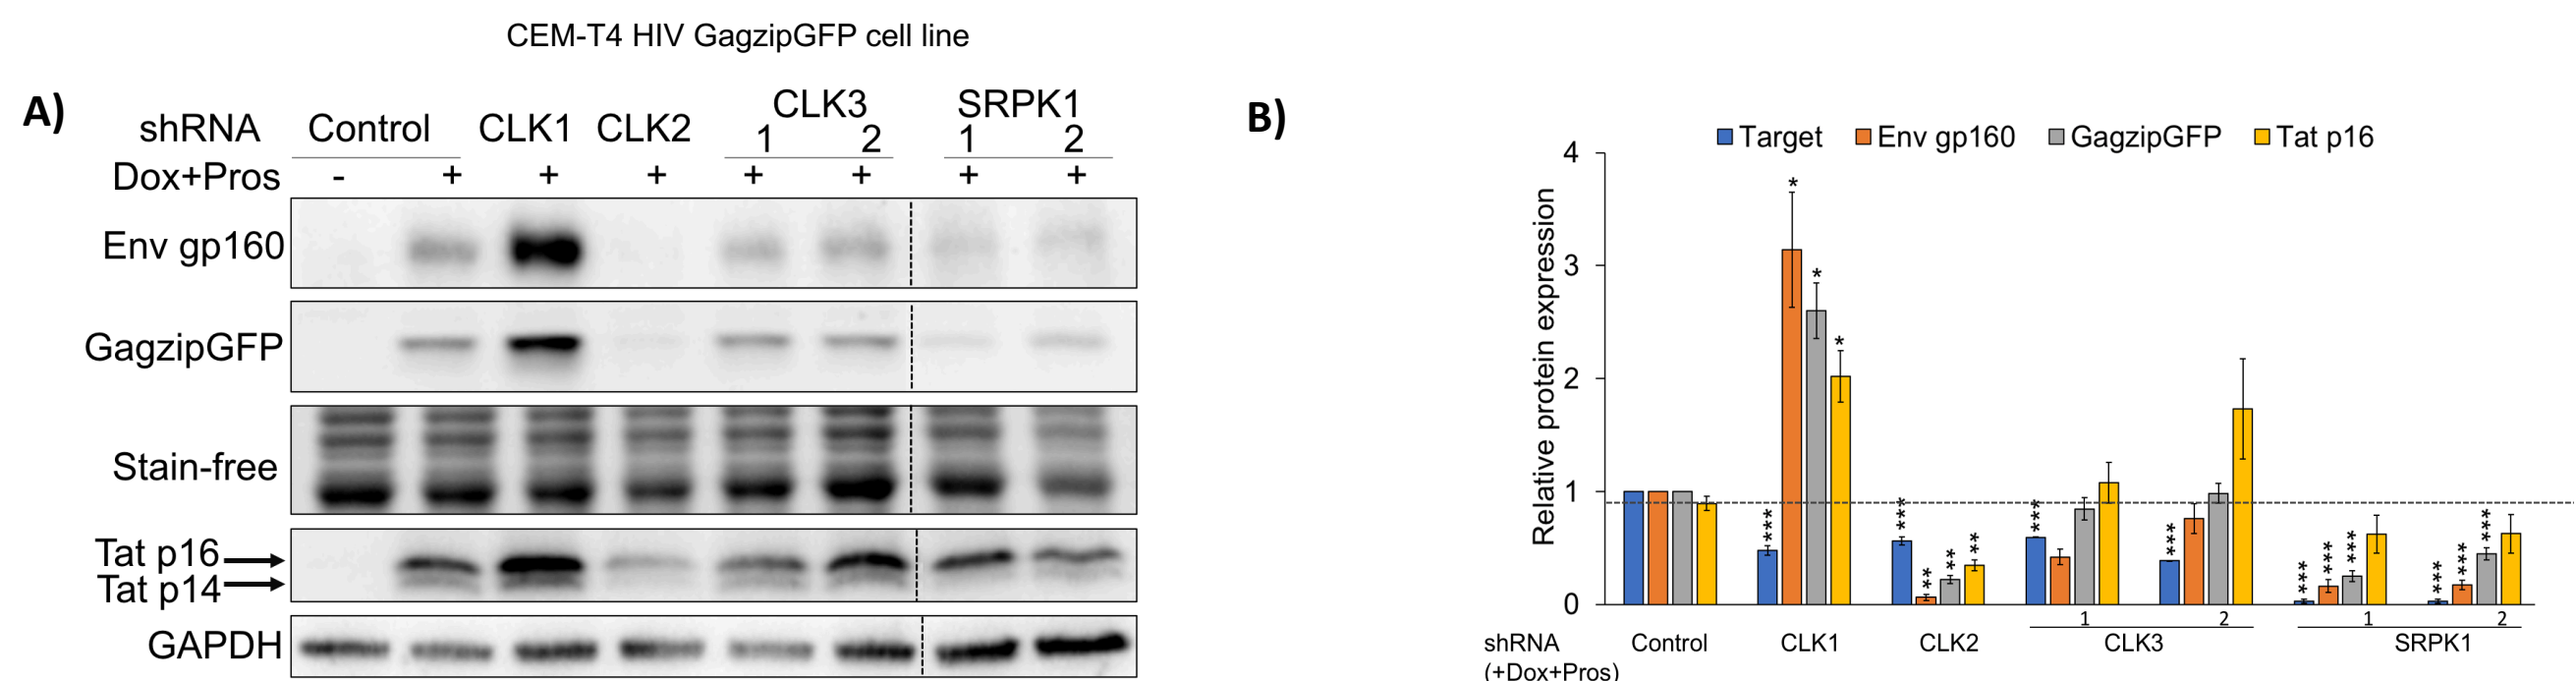 CEM-T4 HIV GagzipGFP cell line
A)
shRNA Control CLK1 CLK2 CLK3 SRPK1
1 2 1 2
Dox+Pros - + + + + + + +
Env gp160
GagzipGFP
Stain-free
Tat p16
Tat p14
GAPDH
B)
Target Env gp160 GagzipGFP Tat p16
Relative protein expression
4
3
2
1
0
* * *
*** 
*** ** ** **
***
***
*** *** ***
*** *** ***
1 2 1 2
shRNA Control CLK1 CLK2 CLK3 SRPK1
(+Dox+Pros)